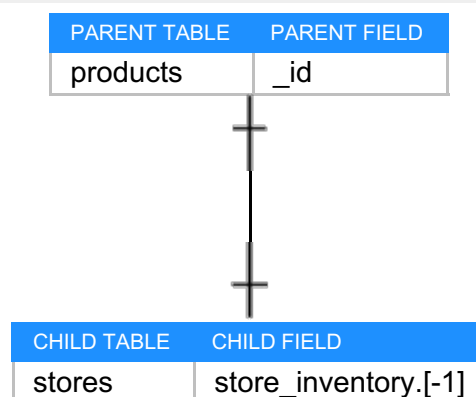 PARENT TABLE PARENT FIELD
products _id
CHILD TABLE CHILD FIELD
stores store_inventory.[-1]